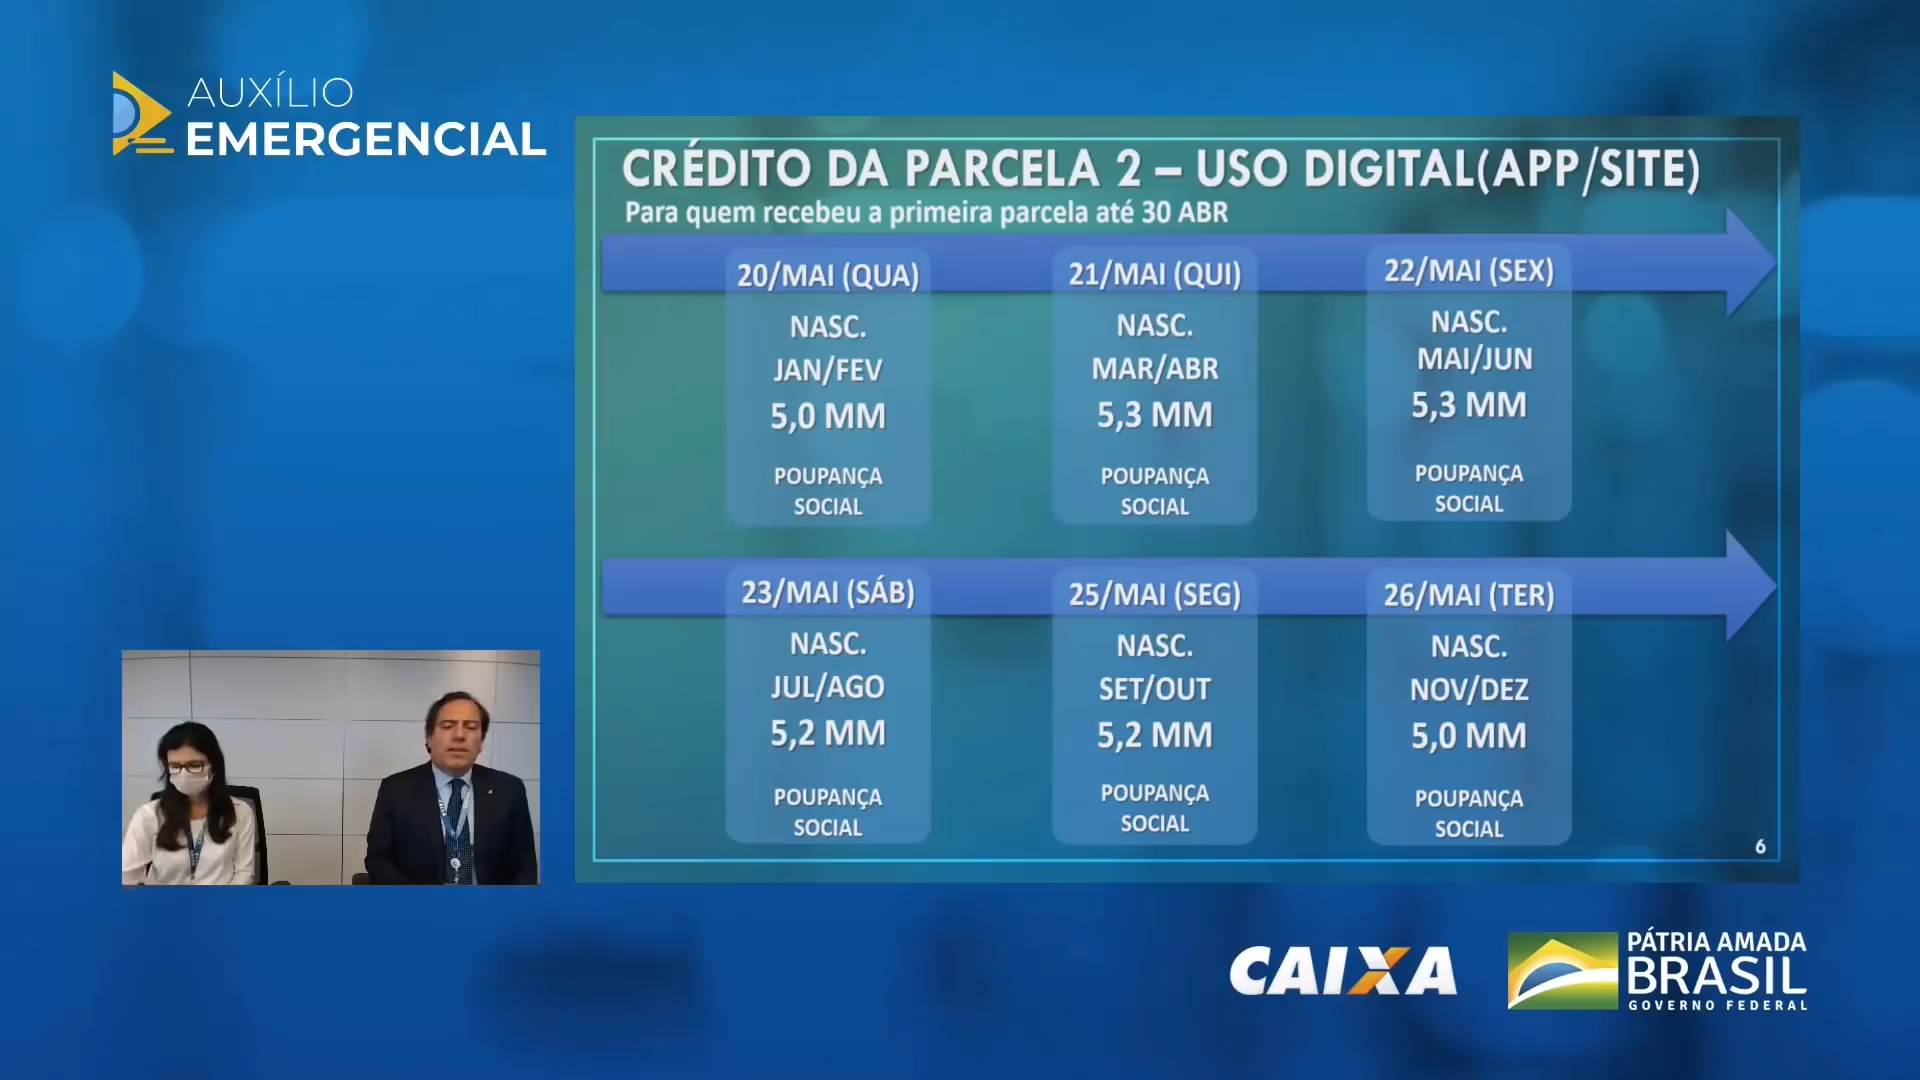 AUXÍLIO
EMERGENCIAL
CRÉDITO DA PARCELA 2 – USO DIGITAL(APP/SITE)
Para quem recebeu a primeira parcela até 30 ABR
20/MAI (QUA)
NASC.
JAN/FEV
5,0 MM
POUPANÇA
SOCIAL
21/MAI (QUI)
NASC.
MAR/ABR
5,3 MM
POUPANÇA
SOCIAL
22/MAI (SEX)
NASC.
MAI/JUN
5,3 MM
POUPANÇA
SOCIAL
23/MAI (SÁB)
NASC.
JUL/AGO
5,2 MM
POUPANÇA
SOCIAL
25/MAI (SEG)
NASC.
SET/OUT
5,2 MM
POUPANÇA
SOCIAL
26/MAI (TER)
NASC.
NOV/DEZ
5,0 MM
POUPANÇA
SOCIAL
6
CAIXA
PÁTRIA AMADA
BRASIL
GOVERNO FEDERAL